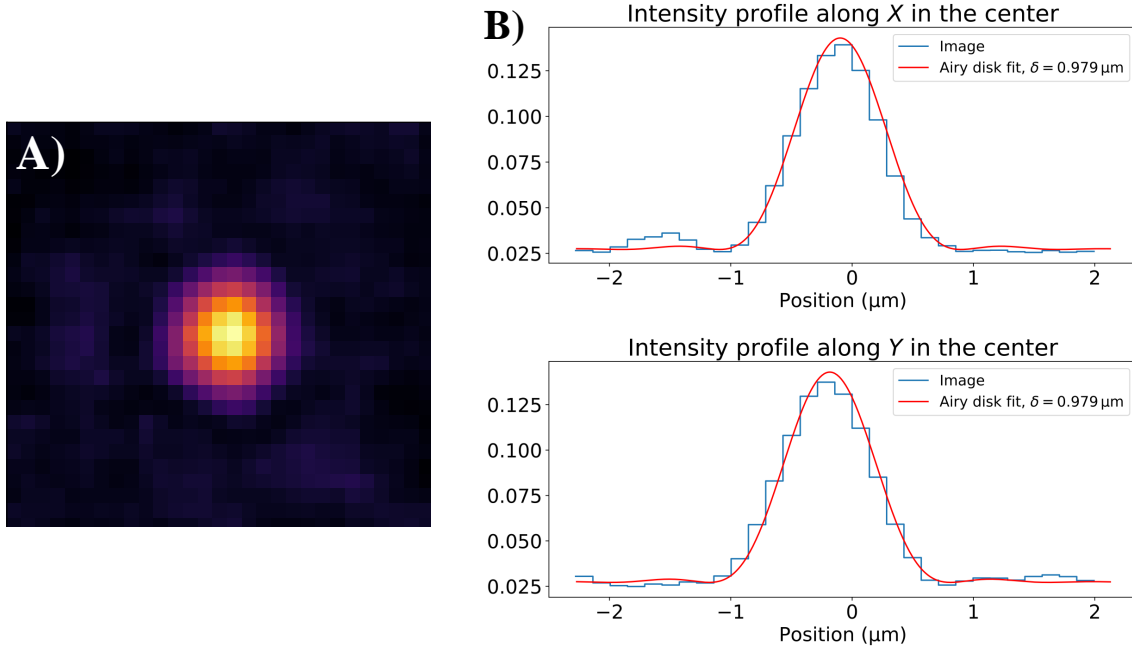 A)
B)
Intensity profile along X in the center
0.125
0.100
0.075
0.050
0.025
−2
−1
0
1
2
Position (μm)
Image
Airy disk fit, δ = 0.979 μm
Intensity profile along Y in the center
0.125
0.100
0.075
0.050
0.025
−2
−1
0
1
2
Position (μm)
Image
Airy disk fit, δ = 0.979 μm